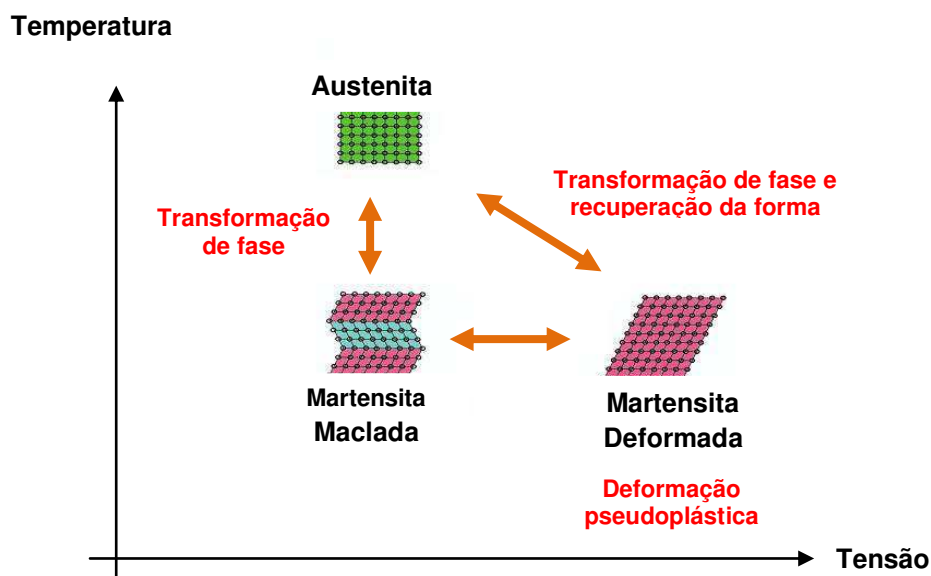 Temperatura
Austenita
Transformação de fase e
recuperação da forma
Transformação
de fase
Martensita
Maclada
Martensita
Deformada
Deformação
pseudoplástica
Tensão